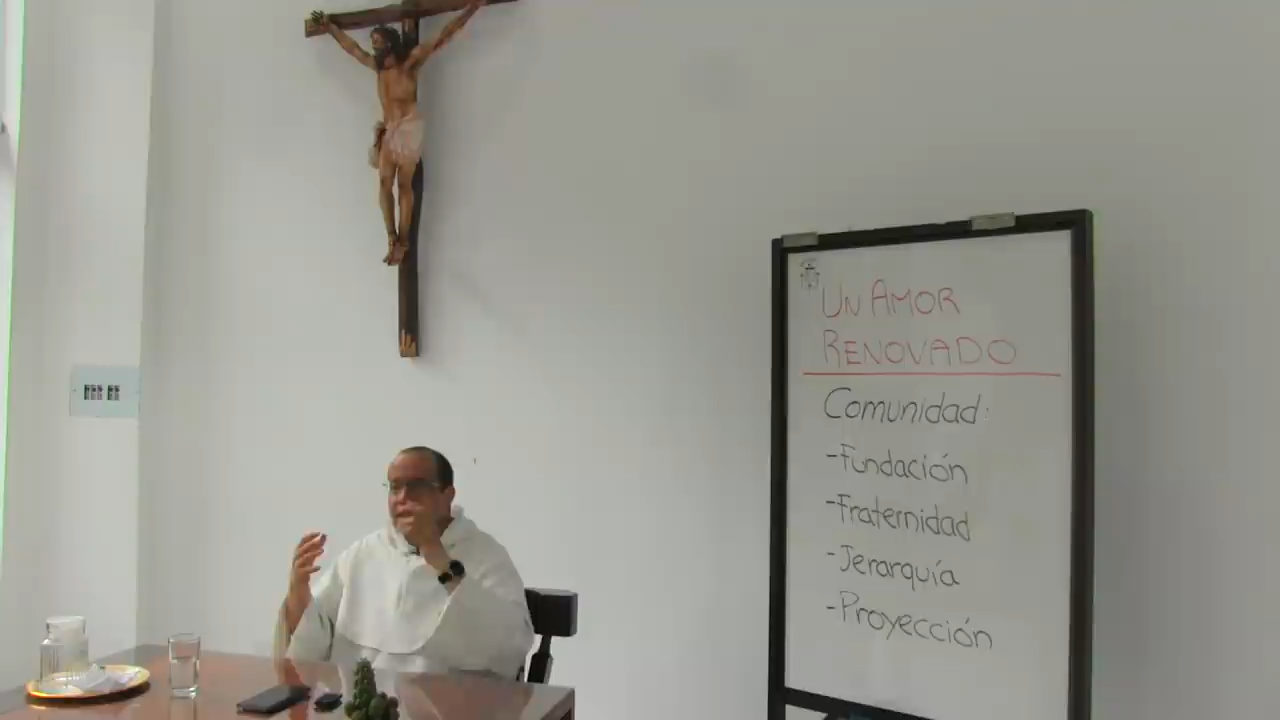 UN AMOR
RENOVADO
Comunidad:
-Fundación
-Fraternidad
-Jerarquía
-Proyección